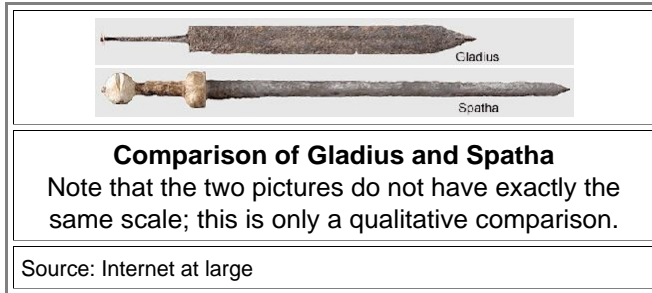 Gladius
Spatha
Comparison of Gladius and Spatha
Note that the two pictures do not have exactly the
same scale; this is only a qualitative comparison.
Source: Internet at large